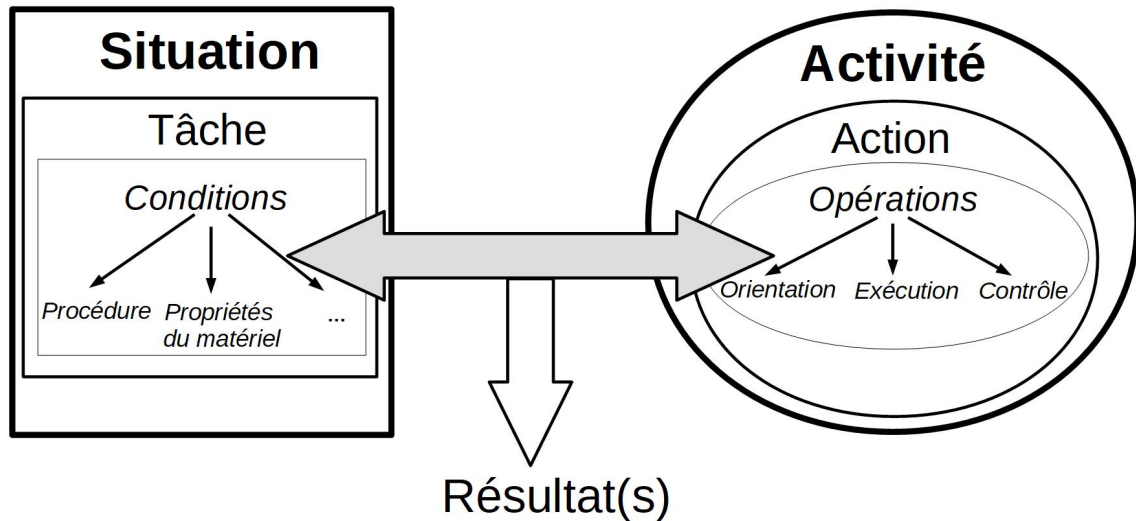 Situation
Tâche
Conditions
Procédure
Propriétés
du matériel
...
Activité
Action
Opérations
Orientation
Exécution
Contrôle
Résultat(s)